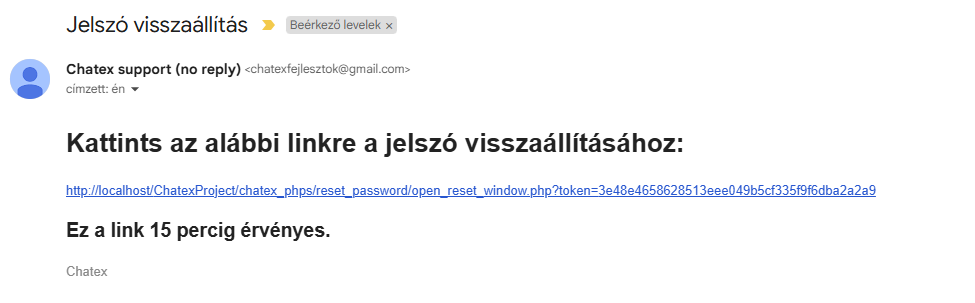 Jelszó visszaállítás
Beérkező levelek ×
Chatex support (no reply) <chatexfejlesztok@gmail.com>
címzett: én
Kattints az alábbi linkre a jelszó visszaállításához:
http://localhost/ChatexProject/chatex_phps/reset_password/open_reset_window.php?token=3e48e4658628513eee049b5cf335f9f6dba2a2a9
Ez a link 15 percig érvényes.
Chatex